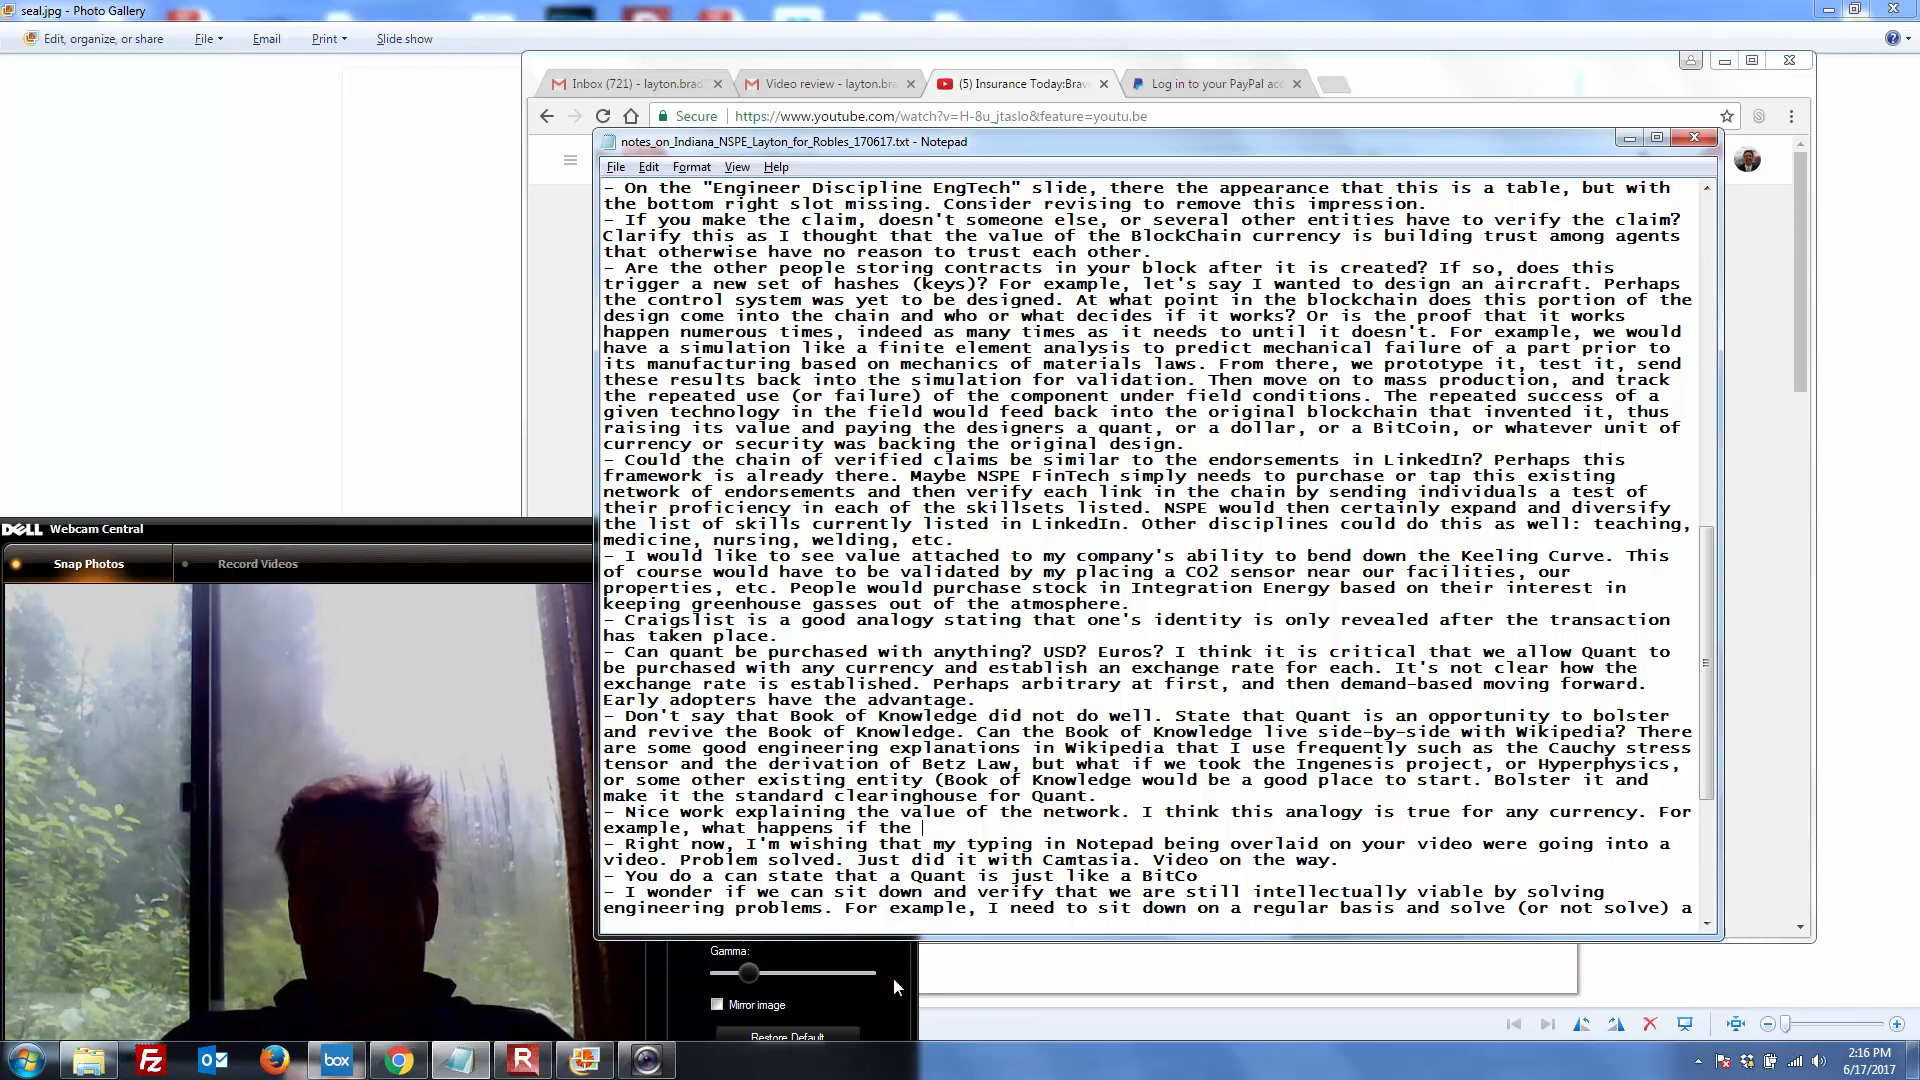 seal.jpg - Photo Gallery
Edit, organize, or share File Email Print Slide show
Inbox (721) - layton.brad Video review - layton.bra (5) Insurance Today:Brave Log in to your PayPal acc
Secure https://www.youtube.com/watch?v=H-8u_jtaslo&feature=youtu.be
notes_on_Indiana_NSPE_Layton_for_Robles_170617.txt - Notepad
File Edit Format View Help
- On the "Engineer Discipline EngTech" slide, there the appearance that this is a table, but with
the bottom right slot missing. Consider revising to remove this impression.
- If you make the claim, doesn't someone else, or several other entities have to verify the claim?
Clarify this as I thought that the value of the BlockChain currency is building trust among agents
that otherwise have no reason to trust each other.
- Are the other people storing contracts in your block after it is created? If so, does this
trigger a new set of hashes (keys)? For example, let's say I wanted to design an aircraft. Perhaps
the control system was yet to be designed. At what point in the blockchain does this portion of the
design come into the chain and who or what decides if it works? Or is the proof that it works
happen numerous times, indeed as many times as it needs to until it doesn't. For example, we would
have a simulation like a finite element analysis to predict mechanical failure of a part prior to
its manufacturing based on mechanics of materials laws. From there, we prototype it, test it, send
these results back into the simulation for validation. Then move on to mass production, and track
the repeated use (or failure) of the component under field conditions. The repeated success of a
given technology in the field would feed back into the original blockchain that invented it, thus
raising its value and paying the designers a quant, or a dollar, or a BitCoin, or whatever unit of
currency or security was backing the original design.
- Could the chain of verified claims be similar to the endorsements in LinkedIn? Perhaps this
framework is already there. Maybe NSPE FinTech simply needs to purchase or tap this existing
network of endorsements and then verify each link in the chain by sending individuals a test of
their proficiency in each of the skillsets listed. NSPE would then certainly expand and diversify
the list of skills currently listed in LinkedIn. Other disciplines could do this as well: teaching,
medicine, nursing, welding, etc.
- I would like to see value attached to my company's ability to bend down the Keeling Curve. This
of course would have to be validated by my placing a CO2 sensor near our facilities, our
properties, etc. People would purchase stock in Integration Energy based on their interest in
keeping greenhouse gasses out of the atmosphere.
- Craigslist is a good analogy stating that one's identity is only revealed after the transaction
has taken place.
- Can quant be purchased with anything? USD? Euros? I think it is critical that we allow Quant to
be purchased with any currency and establish an exchange rate for each. It's not clear how the
exchange rate is established. Perhaps arbitrary at first, and then demand-based moving forward.
Early adopters have the advantage.
- Don't say that Book of Knowledge did not do well. State that Quant is an opportunity to bolster
and revive the Book of Knowledge. Can the Book of Knowledge live side-by-side with Wikipedia? There
are some good engineering explanations in Wikipedia that I use frequently such as the Cauchy stress
tensor and the derivation of Betz Law, but what if we took the Ingenesis project, or Hyperphysics,
or some other existing entity (Book of Knowledge would be a good place to start. Bolster it and
make it the standard clearinghouse for Quant.
- Nice work explaining the value of the network. I think this analogy is true for any currency. For
example, what happens if the
- Right now, I'm wishing that my typing in Notepad being overlaid on your video were going into a
video. Problem solved. Just did it with Camtasia. Video on the way.
- You do a can state that a Quant is just like a BitCo
- I wonder if we can sit down and verify that we are still intellectually viable by solving
engineering problems. For example, I need to sit down on a regular basis and solve (or not solve) a
DELL Webcam Central
Snap Photos Record Videos
Gamma:
Mirror image
Restore Default
box
2:16 PM
6/17/2017